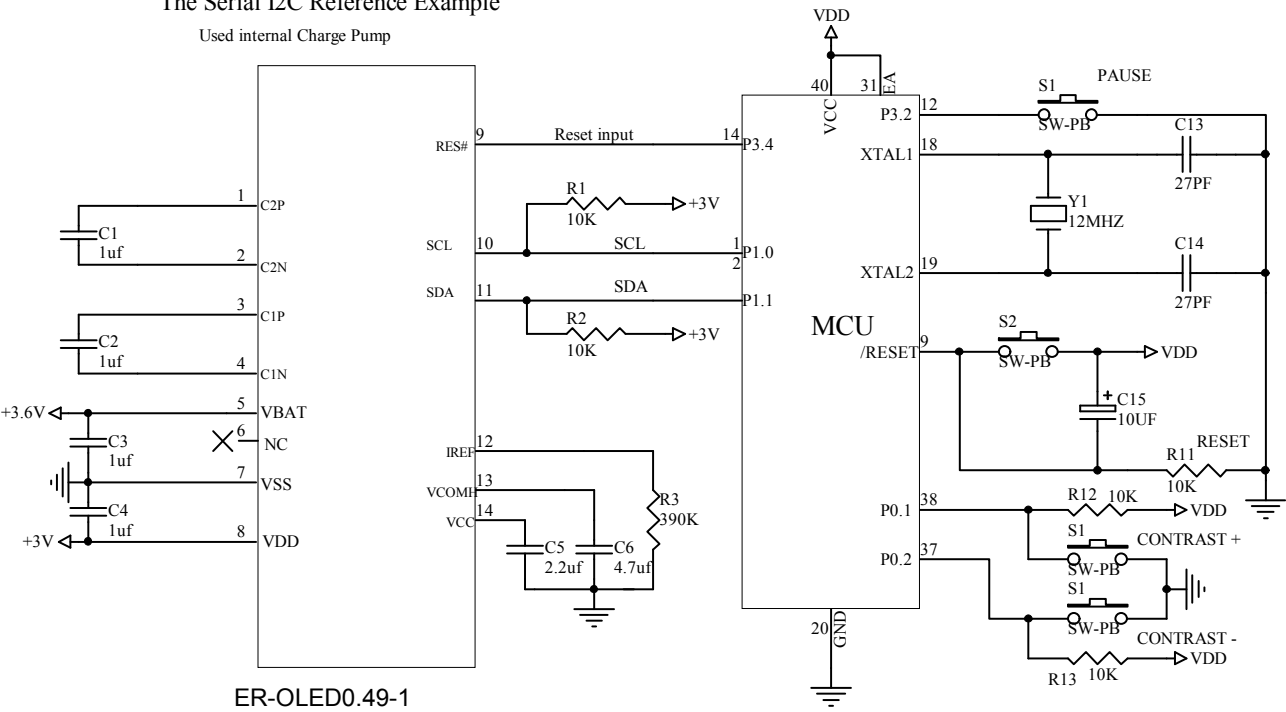 The Serial I2C Reference Example
Used internal Charge Pump
ER-OLED0.49-1
1 C2P
C1
1uf
2 C2N
3 C1P
C2
1uf
4 C1N
+3.6V 5 VBAT
6 NC
C3
1uf
7 VSS
C4
1uf
+3V 8 VDD
RES# 9 Reset input 14 P3.4
R1
10K
+3V
SCL 10 SCL 1 P1.0
2
SDA 11 SDA P1.1
R2
10K
+3V
IREF 12
VCOMH 13
VCC 14
R3
390K
C5
2.2uf
C6
4.7uf
VDD
40 VCC
31 EA
MCU
20 GND
P3.2 12
S1
SW-PB
PAUSE
XTAL1 18
C13
27PF
Y1
12MHZ
XTAL2 19
C14
27PF
/RESET 9
S2
SW-PB
VDD
+
C15
10UF
RESET
R11
10K
P0.1 38
R12 10K
VDD
S1
SW-PB
CONTRAST +
P0.2 37
S1
SW-PB
CONTRAST -
R13 10K
VDD